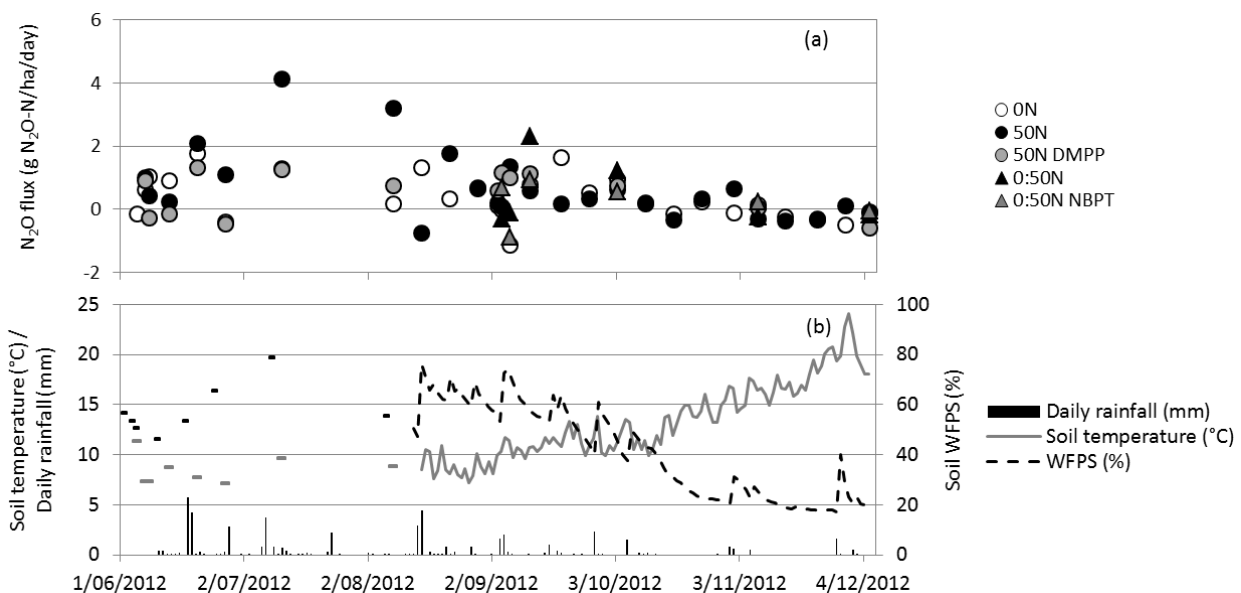 6
4
2
0
-2
N₂O flux (g N₂O-N/ha/day)
(a)
0N
50N
50N DMPP
0:50N
0:50N NBPT
25
20
15
10
5
0
Soil temperature (°C) /
Daily rainfall (mm)
(b)
100
80
60
40
20
0
Soil WFPS (%)
Daily rainfall (mm)
Soil temperature (°C)
WFPS (%)
1/06/2012 2/07/2012 2/08/2012 2/09/2012 3/10/2012 3/11/2012 4/12/2012